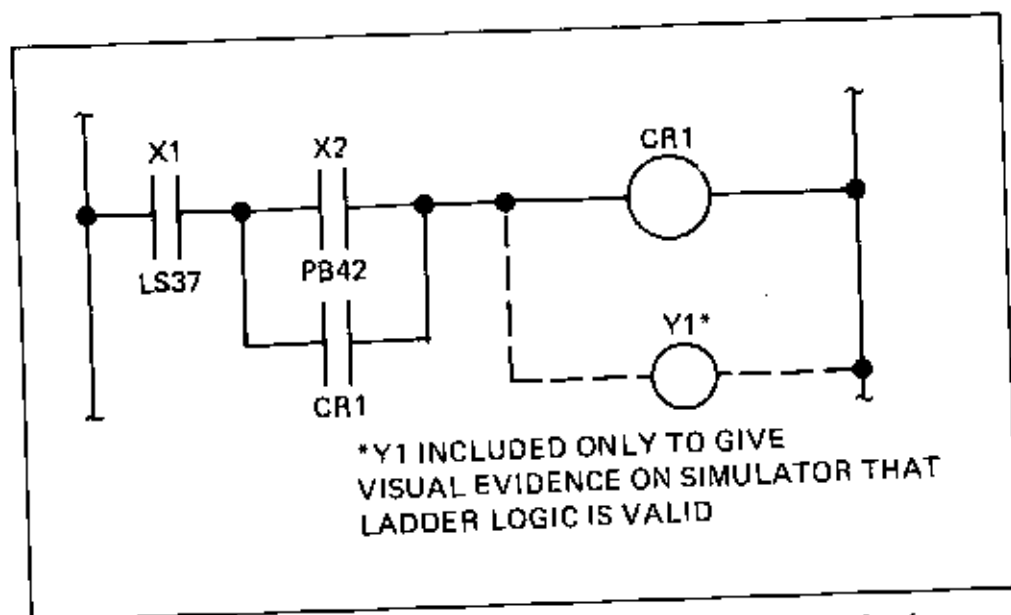 X1
X2
CR1
LS37
PB42
Y1*
CR1
*Y1 INCLUDED ONLY TO GIVE
VISUAL EVIDENCE ON SIMULATOR THAT
LADDER LOGIC IS VALID